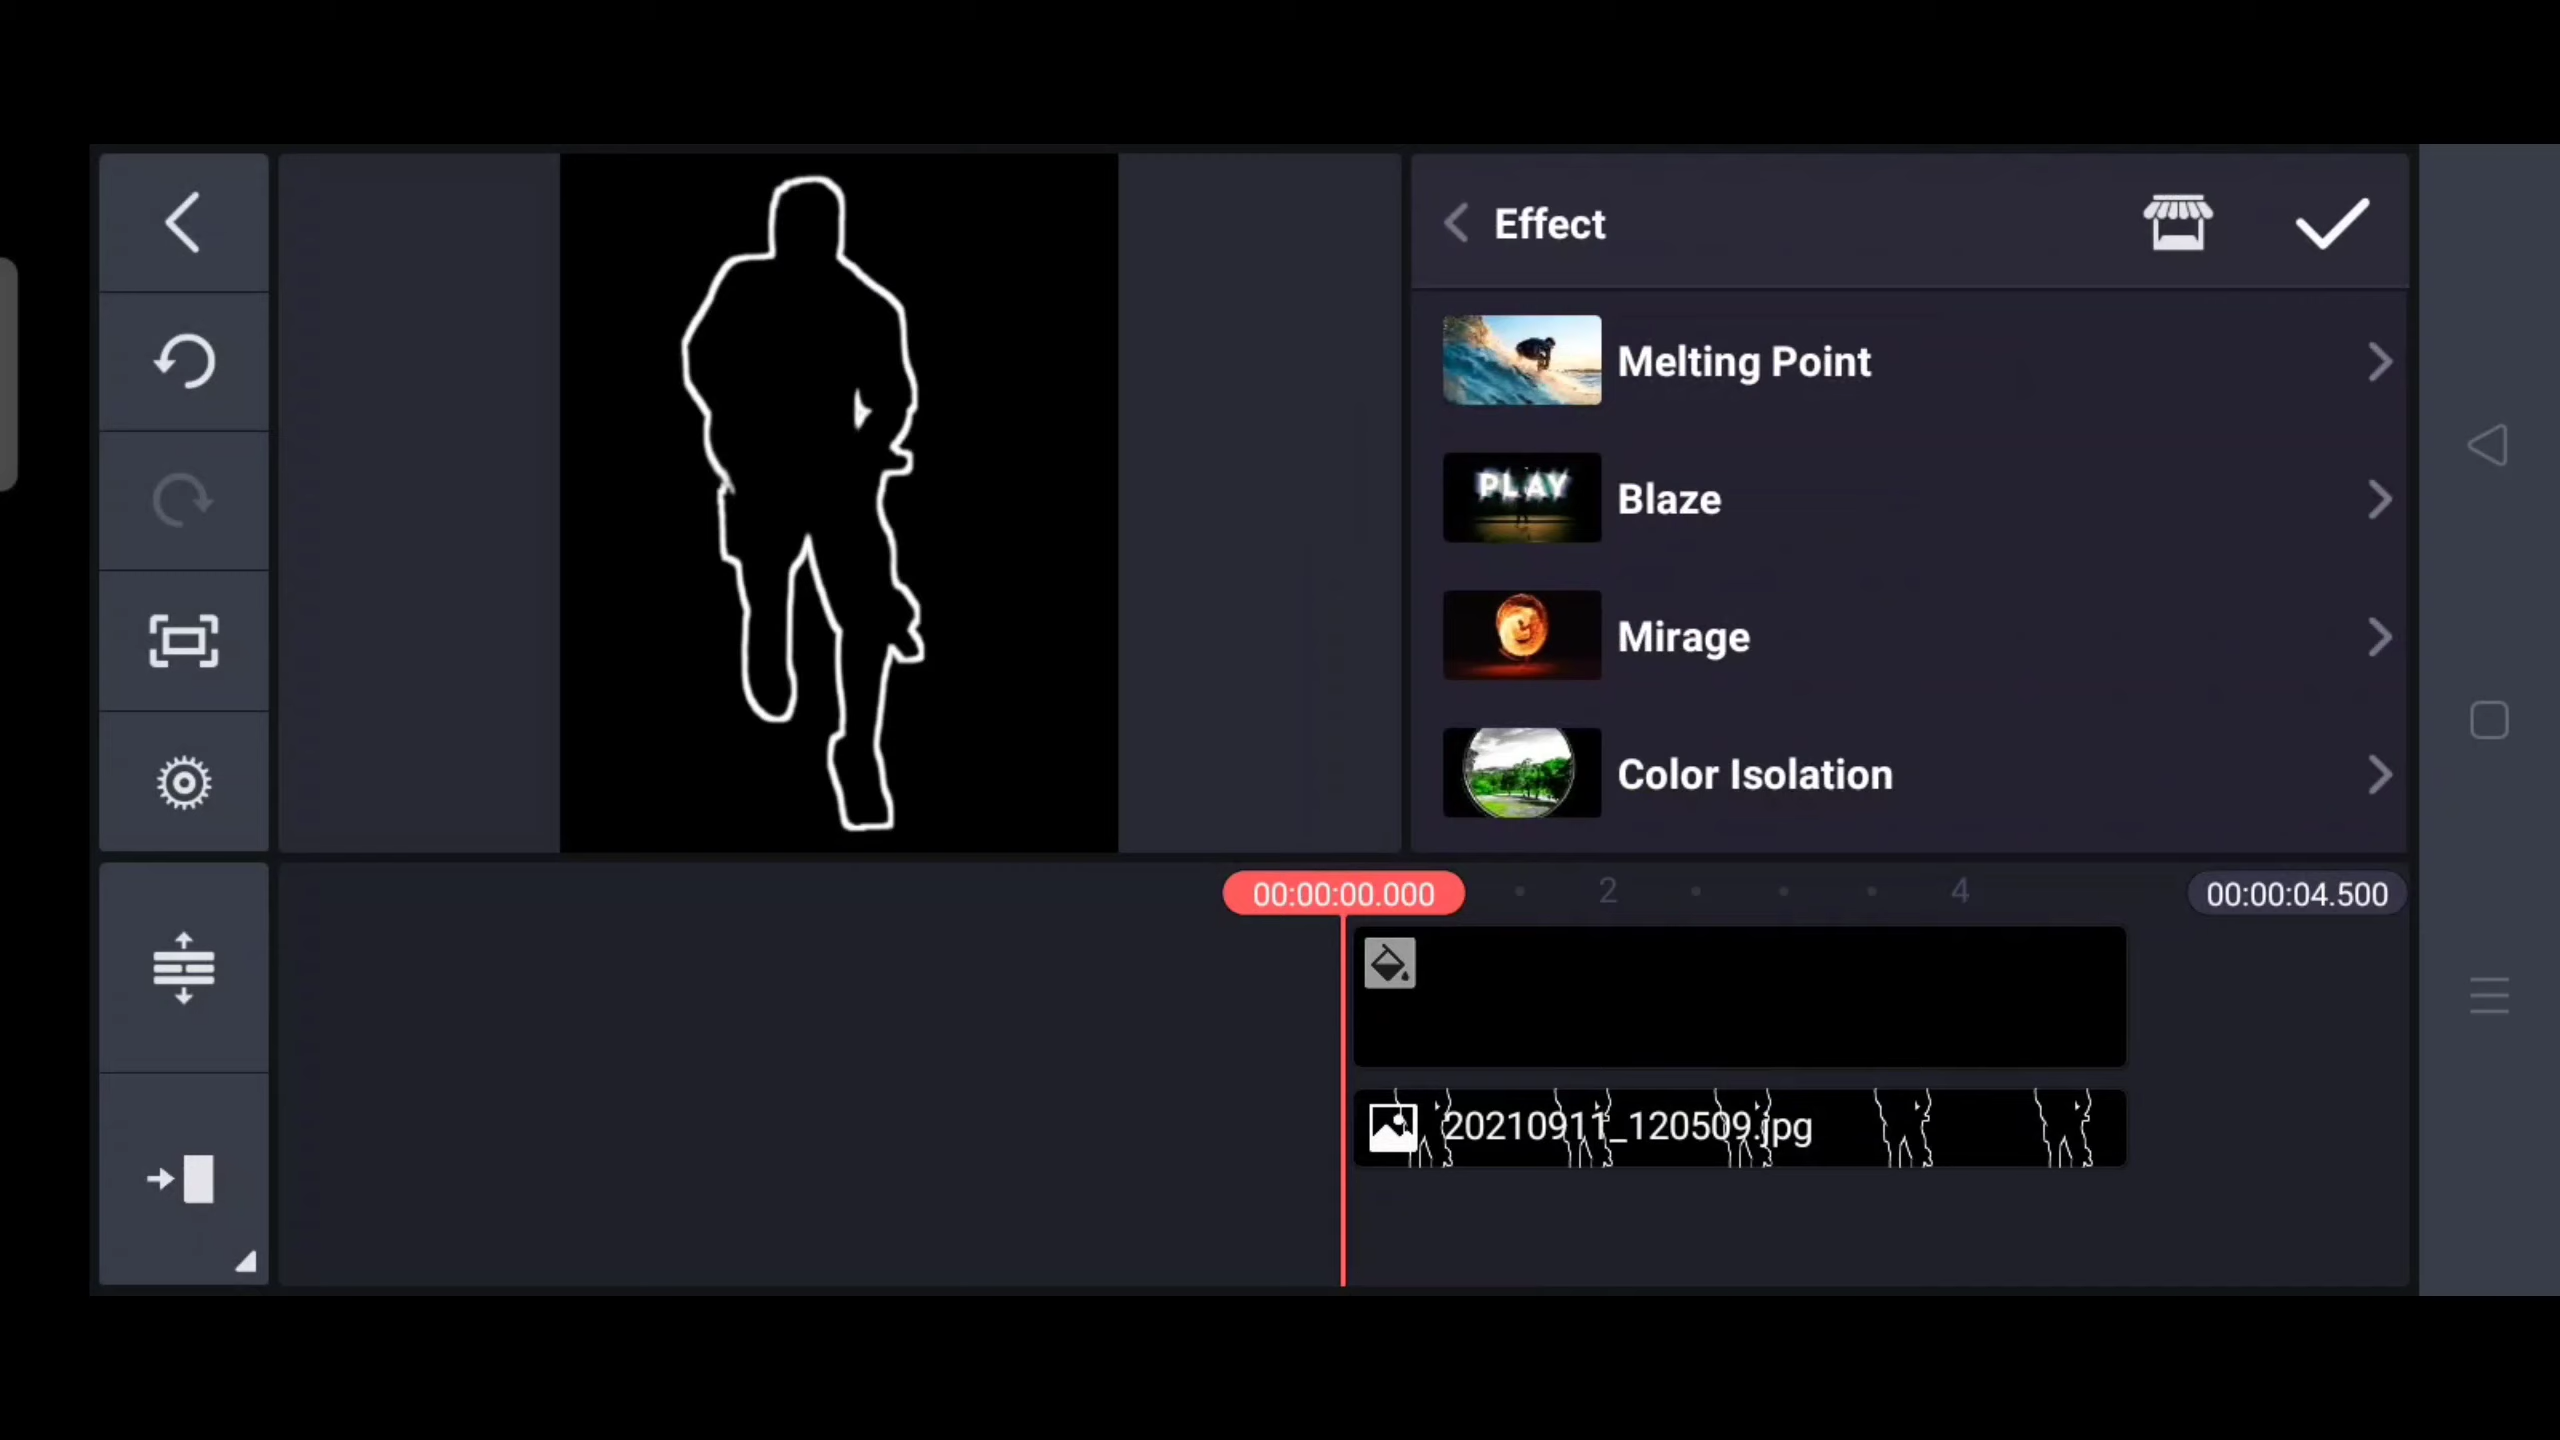 Effect
Melting Point
PLAY
Blaze
Mirage
Color Isolation
00:00:00.000
2
4
00:00:04.500
20210911_120509.jpg